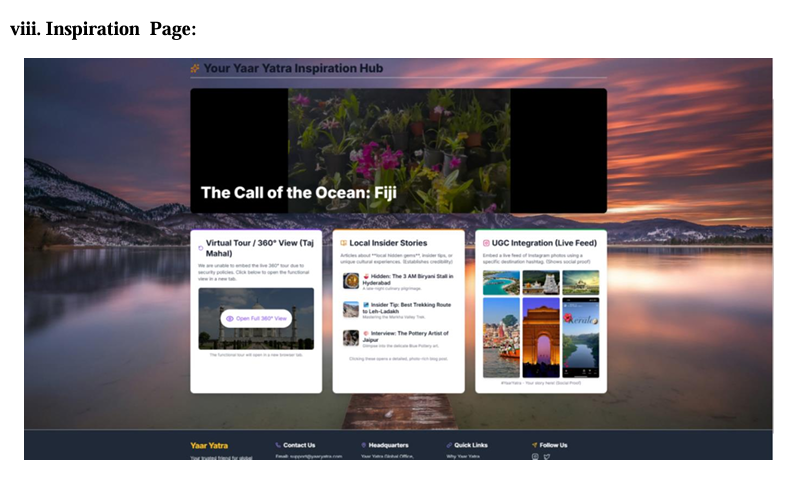 viii. Inspiration Page:
Your Yaar Yatra Inspiration Hub
The Call of the Ocean: Fiji
Virtual Tour / 360° View (Taj
Mahal)
We are unable to embed the live 360° tour due to
security policies. Click below to open the functional
view in a new tab.
Open Full 360° View
The functional tour will open in a new browser tab.
Local Insider Stories
Articles about **local hidden gems**, insider tips, or
unique cultural experiences. (Establishes credibility)
Hidden: The 3 AM Biryani Stall in
Hyderabad
A late-night culinary pilgrimage.
Insider Tip: Best Trekking Route
to Leh-Ladakh
Mastering the Markha Valley Trek.
Interview: The Pottery Artist of
Jaipur
Glimpse into the delicate Blue Pottery art.
Clicking these opens a detailed, photo-rich blog post.
UGC Integration (Live Feed)
Embed a live feed of Instagram photos using a
specific destination hashtag. (Shows social proof)
Kerala
#YaarYatra - Your story here! (Social Proof)
Yaar Yatra
Your trusted friend for global
Contact Us
Email: support@yaaryatra.com
Headquarters
Yaar Yatra Global Office,
Quick Links
Why Yaar Yatra
Follow Us